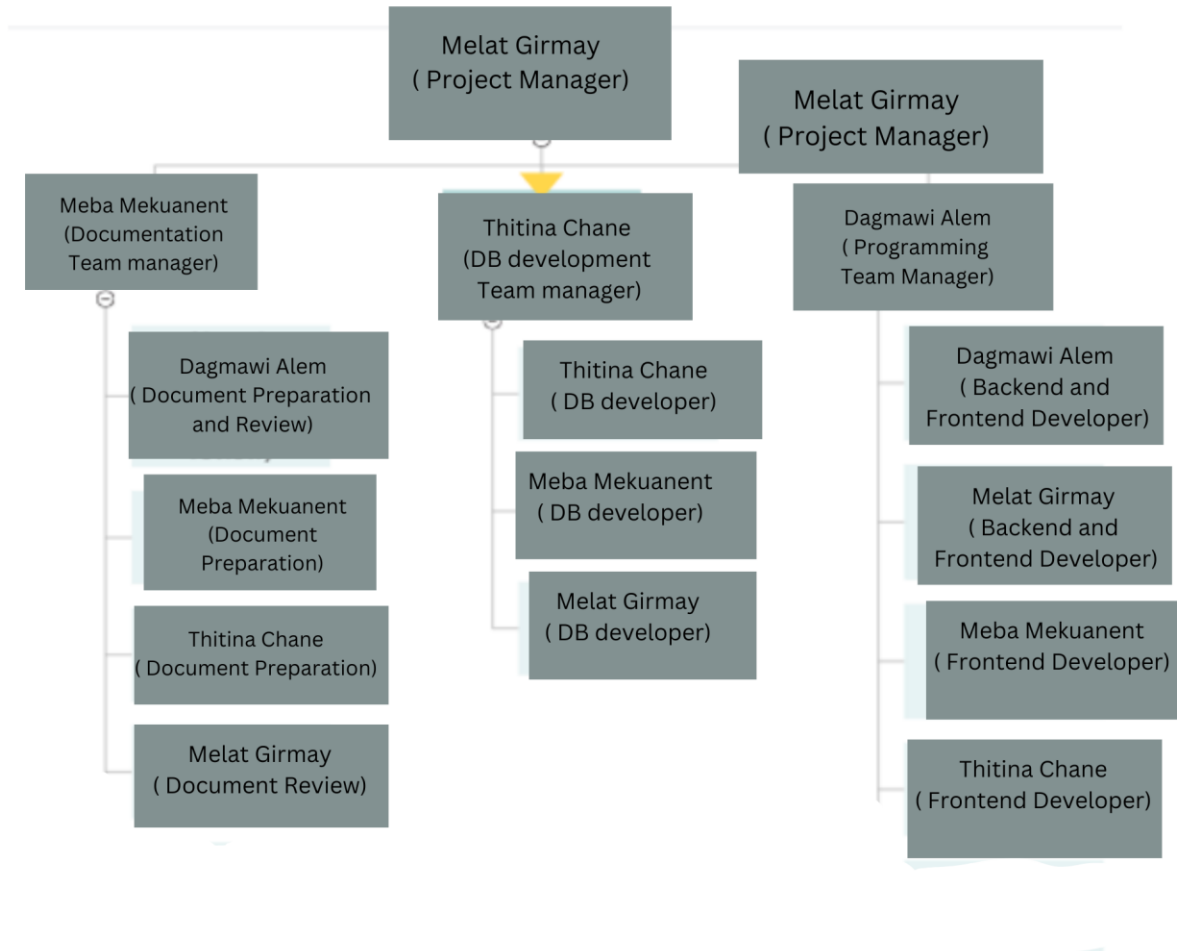 Melat Girmay
( Project Manager)
Melat Girmay
( Project Manager)
Meba Mekuanent
(Documentation
Team manager)
Thitina Chane
(DB development
Team manager)
Dagmawi Alem
( Programming
Team Manager)
Dagmawi Alem
( Document Preparation
and Review)
Meba Mekuanent
(Document
Preparation)
Thitina Chane
( Document Preparation)
Melat Girmay
( Document Review)
Thitina Chane
( DB developer)
Meba Mekuanent
( DB developer)
Melat Girmay
( DB developer)
Dagmawi Alem
( Backend and
Frontend Developer)
Melat Girmay
( Backend and
Frontend Developer)
Meba Mekuanent
( Frontend Developer)
Thitina Chane
( Frontend Developer)